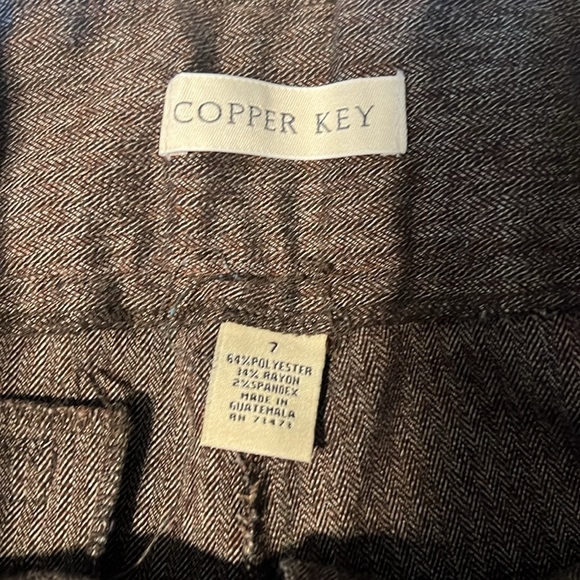 COPPER KEY
7
64%POLYESTER
34% RAYON
2%SPANDEX
MADE IN
GUATEMALA
RN 71471